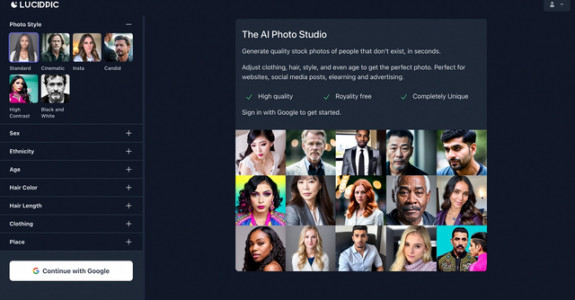 LUCIDPIC
Photo Style
Standard
Cinematic
Insta
Candid
High Contrast
Black and White
Sex
Ethnicity
Age
Hair Color
Hair Length
Clothing
Place
Continue with Google
The AI Photo Studio
Generate quality stock photos of people that don't exist, in seconds.
Adjust clothing, hair, style, and even age to get the perfect photo. Perfect for
websites, social media posts, elearning and advertising.
High quality
Royality free
Completely Unique
Sign in with Google to get started.